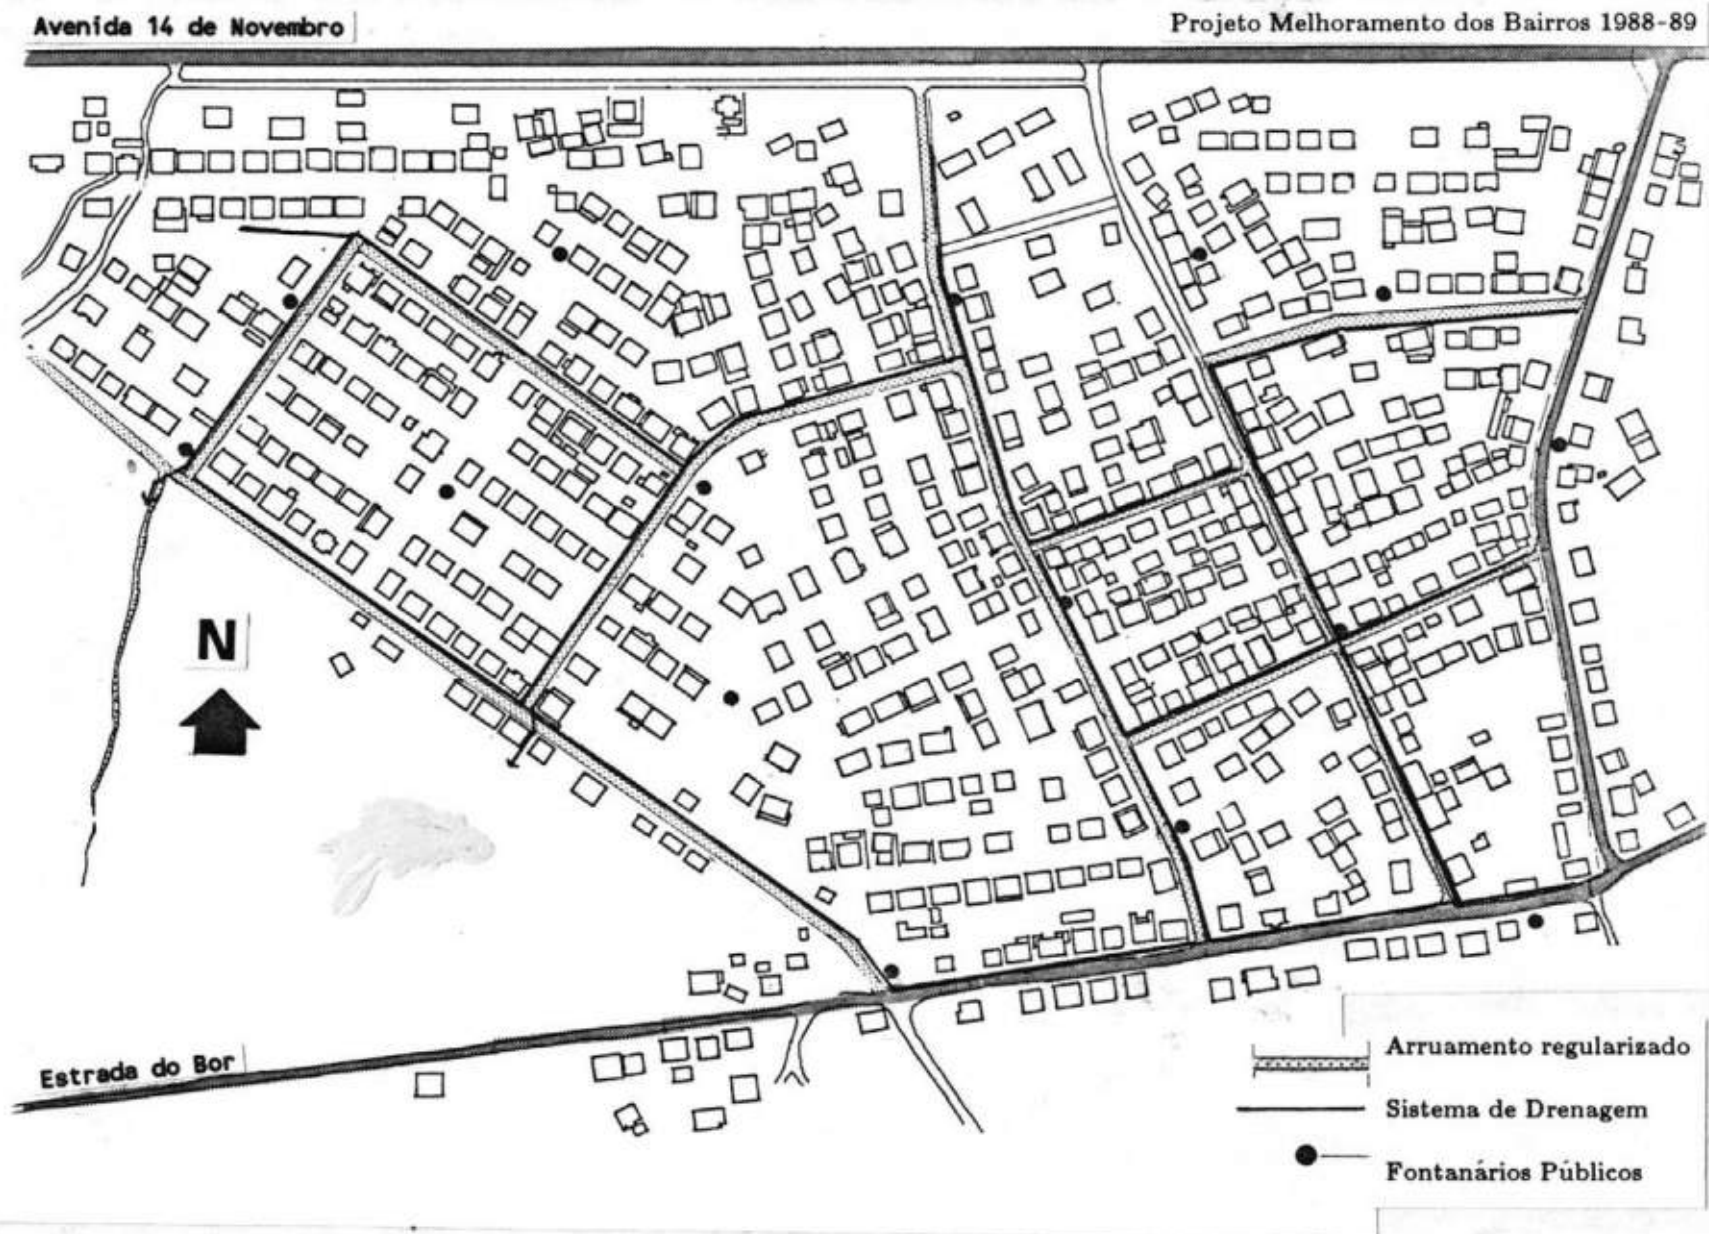 Avenida 14 de Novembro
Projeto Melhoramento dos Bairros 1988-89
N
Estrada do Bor
Arruamento regularizado
Sistema de Drenagem
Fontanários Públicos